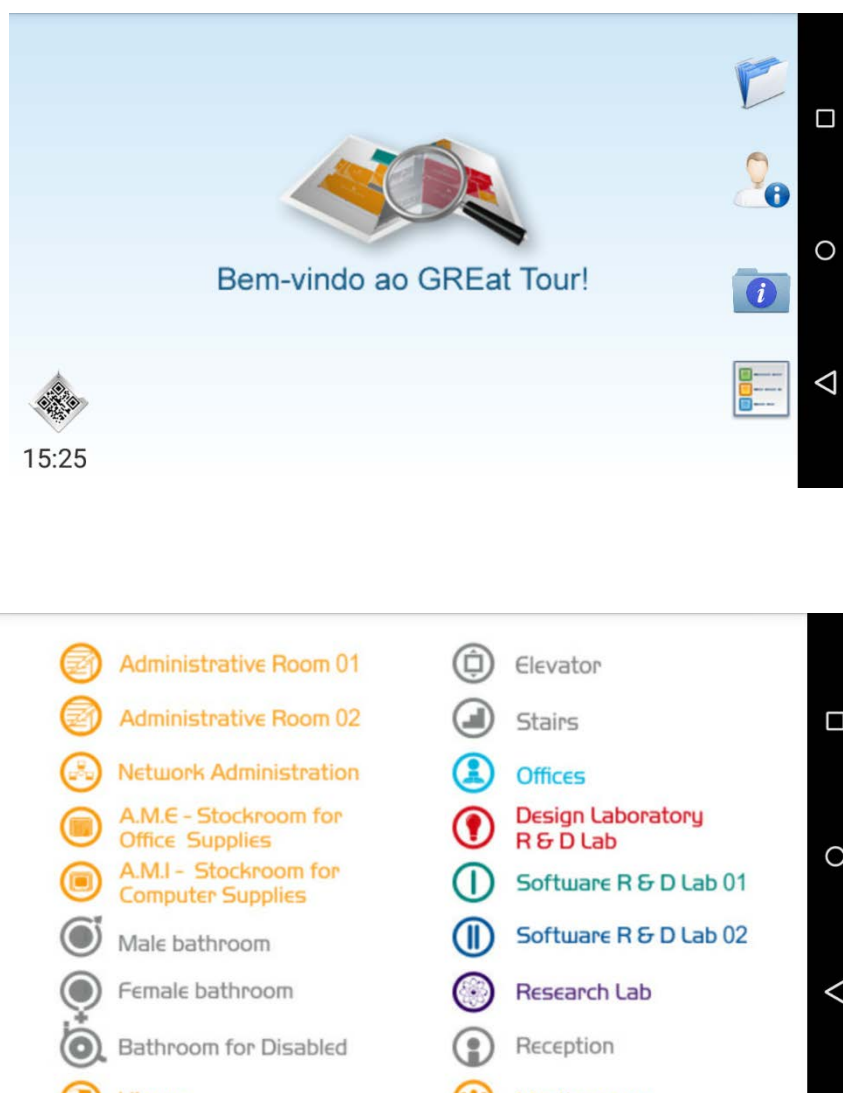 Bem-vindo ao GREat Tour!
15:25
Administrative Room 01
Administrative Room 02
Network Administration
A.M.E - Stockroom for
Office Supplies
A.M.I - Stockroom for
Computer Supplies
Male bathroom
Female bathroom
Bathroom for Disabled
Elevator
Stairs
Offices
Design Laboratory
R & D Lab
Software R & D Lab 01
Software R & D Lab 02
Research Lab
Reception